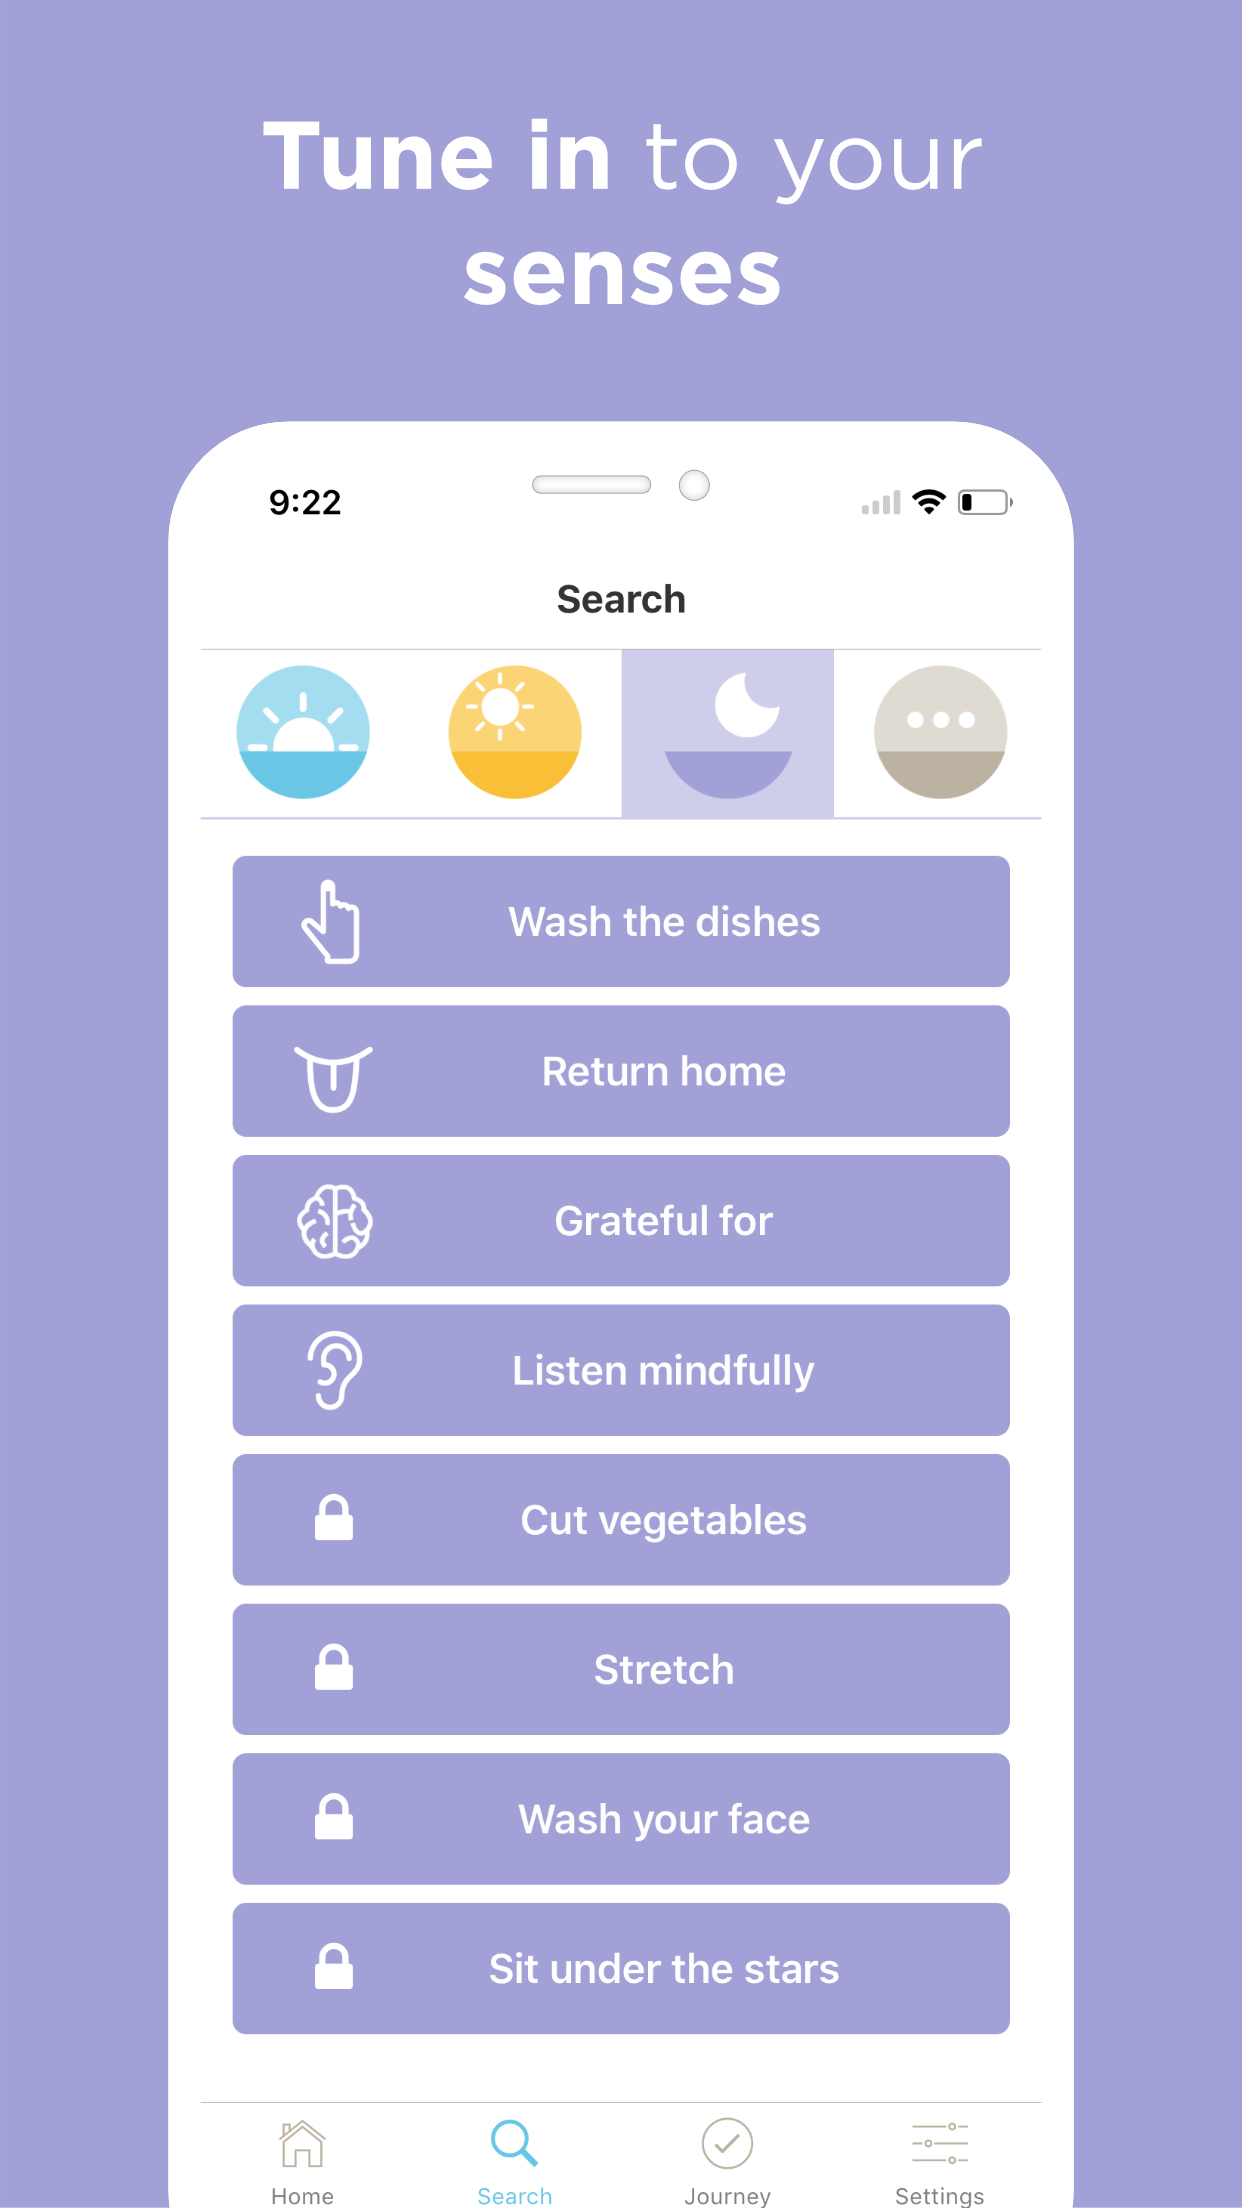 Tune in to your
senses
9:22
Search
Wash the dishes
Return home
Grateful for
Listen mindfully
Cut vegetables
Stretch
Wash your face
Sit under the stars
Home
Search
Journey
Settings